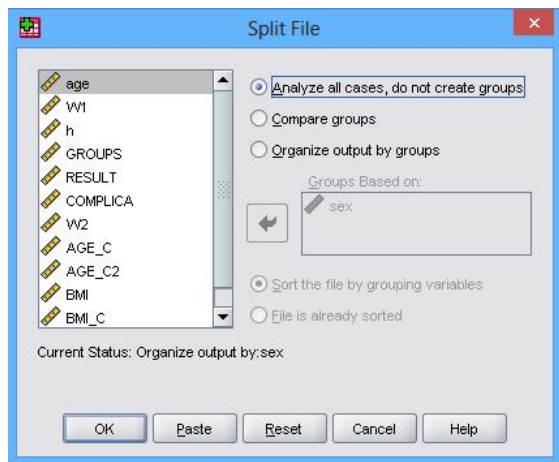 Split File
age
W1
h
GROUPS
RESULT
COMPLICA
W2
AGE_C
AGE_C2
BMI
BMI_C
Analyze all cases, do not create groups
Compare groups
Organize output by groups
Groups Based on:
sex
Sort the file by grouping variables
File is already sorted
Current Status: Organize output by:sex
OK
Paste
Reset
Cancel
Help